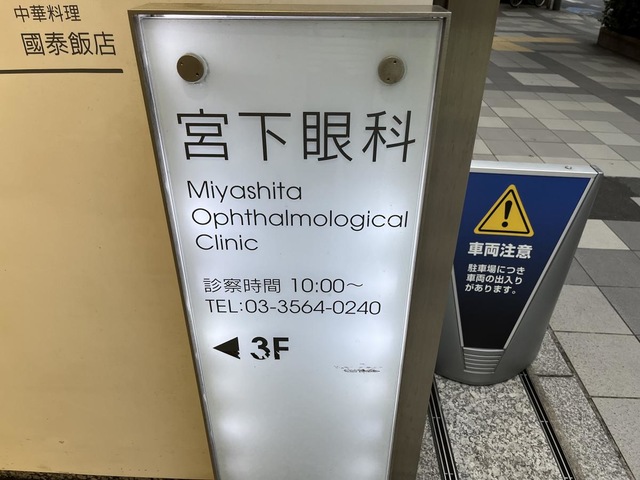 中華料理
國泰飯店
宮下眼科
Miyashita
Ophthalmological
Clinic
診察時間 10:00〜
TEL:03-3564-0240
3F
車両注意
駐車場につき
車両の出入り
があります。